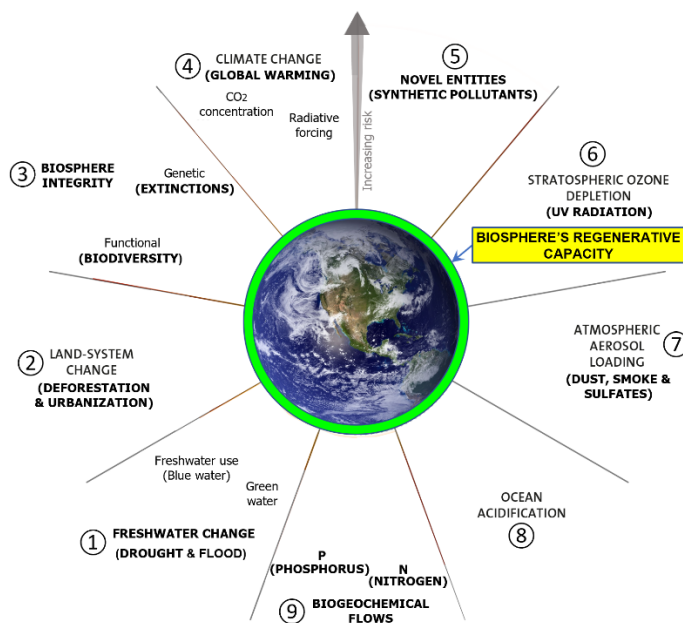 ④
CLIMATE CHANGE
(GLOBAL WARMING)
CO2
concentration
Radiative
forcing
Increasing risk
⑤
NOVEL ENTITIES
(SYNTHETIC POLLUTANTS)
③
BIOSPHERE
INTEGRITY
Genetic
(EXTINCTIONS)
Functional
(BIODIVERSITY)
⑥
STRATOSPHERIC OZONE
DEPLETION
(UV RADIATION)
BIOSPHERE'S REGENERATIVE
CAPACITY
②
LAND-SYSTEM
CHANGE
(DEFORESTATION
& URBANIZATION)
ATMOSPHERIC
AEROSOL
LOADING
⑦
(DUST, SMOKE &
SULFATES)
Freshwater use
(Blue water)
Green
water
①
FRESHWATER CHANGE
(DROUGHT & FLOOD)
OCEAN
ACIDIFICATION
⑧
P
(PHOSPHORUS)
N
(NITROGEN)
⑨
BIOGEOCHEMICAL
FLOWS